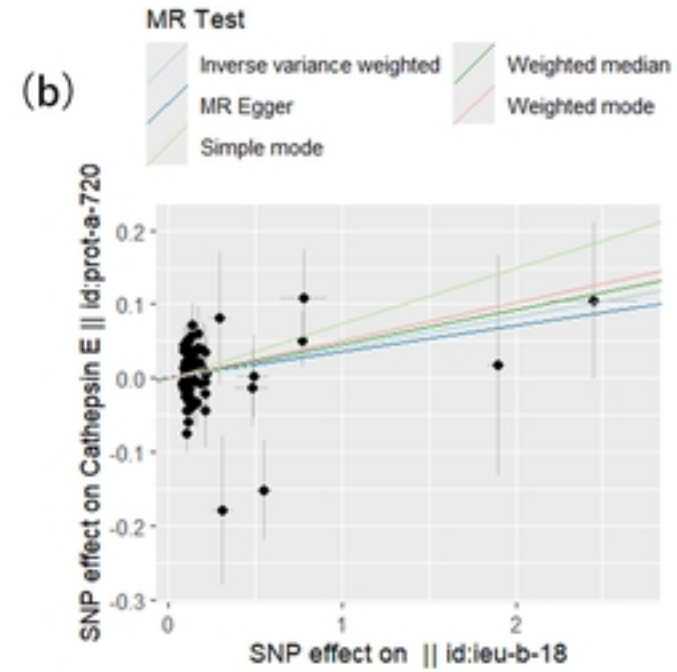 MR Test
(b)
Inverse variance weighted
Weighted median
MR Egger
Weighted mode
Simple mode
SNP effect on Cathepsin E || id:prot-a-720
0.2
0.1
0.0
-0.1
-0.2
-0.3
0
1
2
SNP effect on || id:ieu-b-18